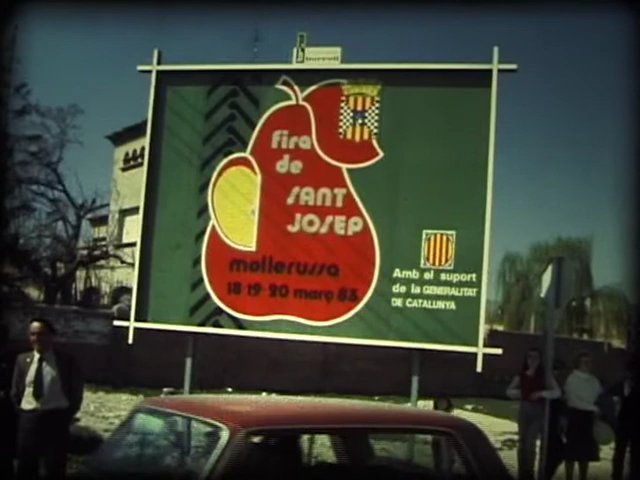 fira
de
SANT
JOSEP
mollerussa
18-19-20 març 83
Amb el suport
de la GENERALITAT
DE CATALUNYA